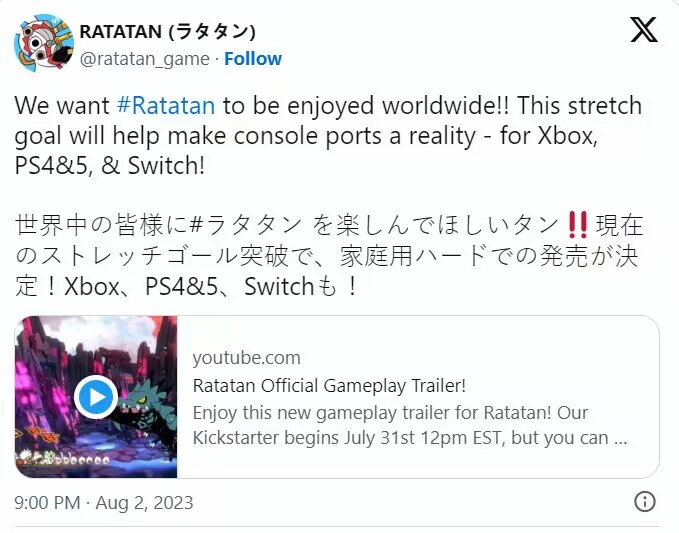 RATATAN (ラタタン)
@ratatan_game · Follow
We want #Ratatan to be enjoyed worldwide!! This stretch
goal will help make console ports a reality - for Xbox,
PS4&5, & Switch!
世界中の皆様に#ラタタン を楽しんでほしいタン‼️現在
のストレッチゴール突破で、家庭用ハードでの発売が決
定！Xbox、PS4&5、Switchも！
youtube.com
Ratatan Official Gameplay Trailer!
Enjoy this new gameplay trailer for Ratatan! Our
Kickstarter begins July 31st 12pm EST, but you can ...
9:00 PM · Aug 2, 2023